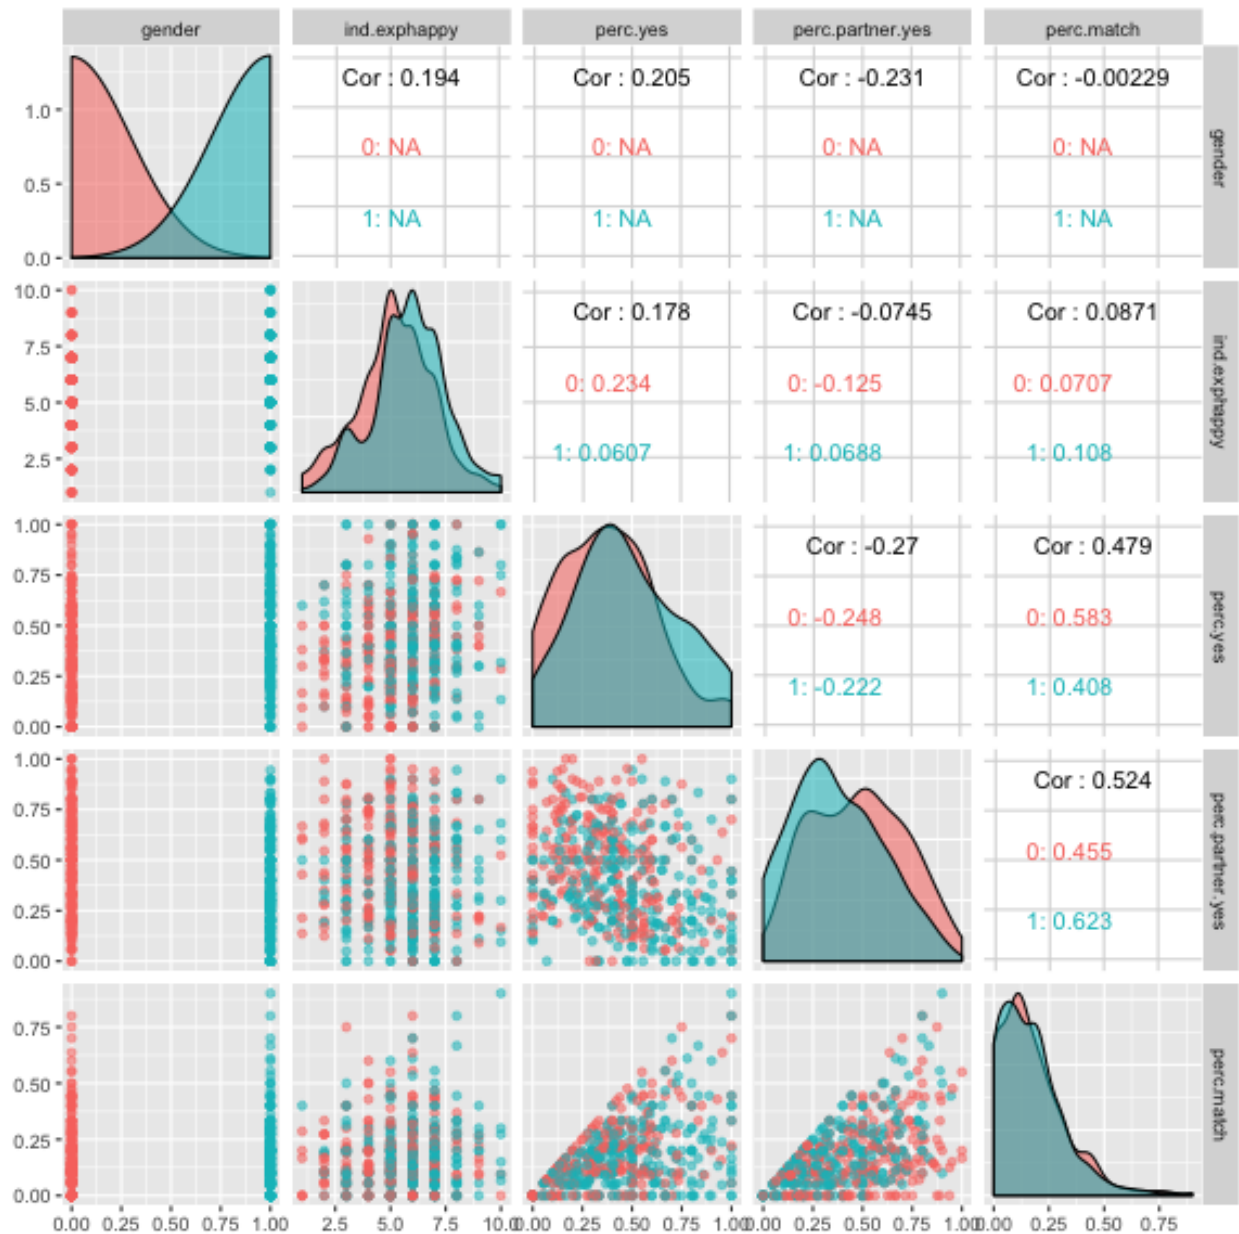 gender ind.exphappy perc.yes perc.partner.yes perc.match
Cor : 0.194 Cor : 0.205 Cor : -0.231 Cor : -0.00229
0: NA 0: NA 0: NA 0: NA
1: NA 1: NA 1: NA 1: NA
1.0
0.5
0.0
gender
Cor : 0.178 Cor : -0.0745 Cor : 0.0871
0: 0.234 0: -0.125 0: 0.0707
1: 0.0607 1: 0.0688 1: 0.108
10.0
7.5
5.0
2.5
ind.exphappy
Cor : -0.27 Cor : 0.479
0: -0.248 0: 0.583
1: -0.222 1: 0.408
1.00
0.75
0.50
0.25
0.00
perc.yes
Cor : 0.524
0: 0.455
1: 0.623
1.00
0.75
0.50
0.25
0.00
perc.partner.yes
0.75
0.50
0.25
0.00
perc.match
0.00 0.25 0.50 0.75 1.00 2.5 5.0 7.5 10.0 0.00 0.25 0.50 0.75 1.00 0.00 0.25 0.50 0.75 1.00 0.00 0.25 0.50 0.75